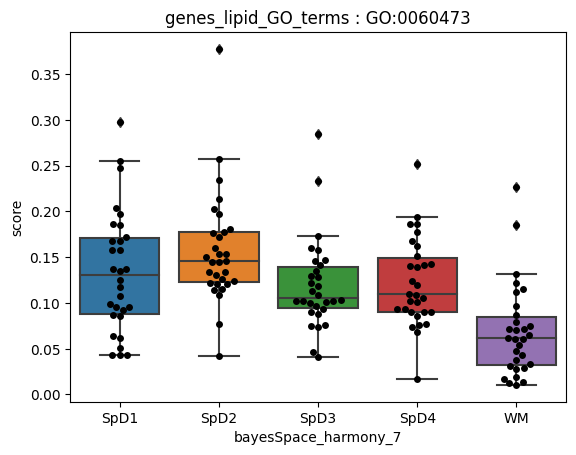 genes_lipid_GO_terms : GO:0060473
score
0.35
0.30
0.25
0.20
0.15
0.10
0.05
0.00
SpD1 SpD2 SpD3 SpD4 WM
bayesSpace_harmony_7